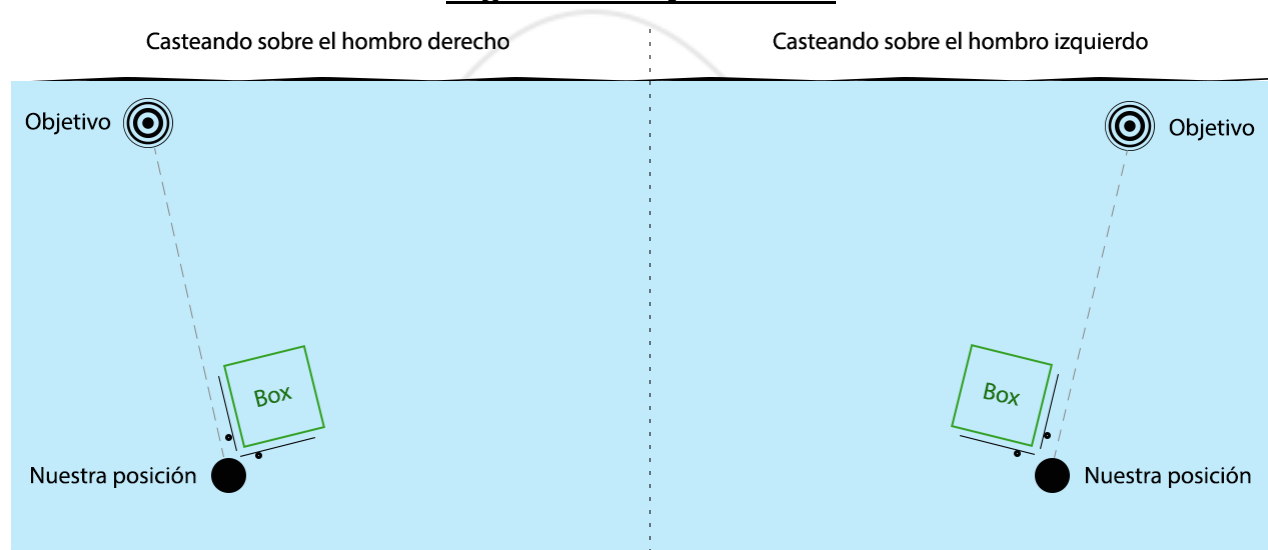 Casteando sobre el hombro derecho
Casteando sobre el hombro izquierdo
Objetivo
Objetivo
Box
Box
Nuestra posición
Nuestra posición